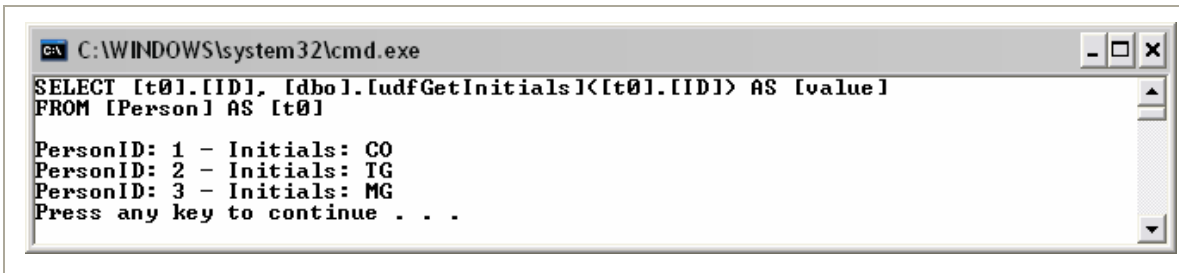 C:\WINDOWS\system32\cmd.exe
SELECT [t0].[ID], [dbo].[udfGetInitials]([t0].[ID]) AS [value]
FROM [Person] AS [t0]
PersonID: 1 - Initials: CO
PersonID: 2 - Initials: TG
PersonID: 3 - Initials: MG
Press any key to continue . . .